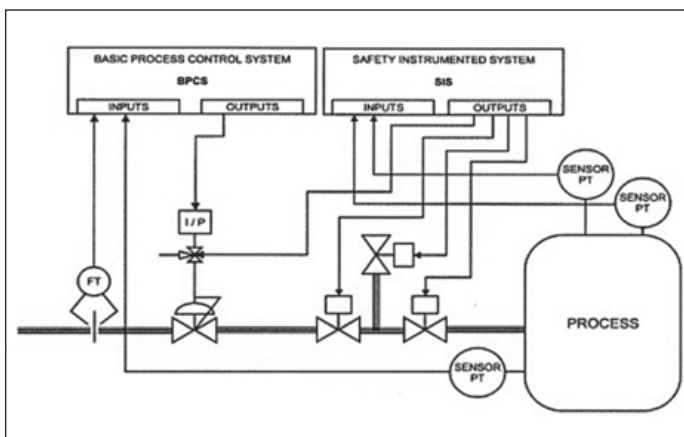 BASIC PROCESS CONTROL SYSTEM
BPCS
INPUTS
OUTPUTS
SAFETY INSTRUMENTED SYSTEM
SIS
INPUTS
OUTPUTS
SENSOR
PT
SENSOR
PT
I / P
FT
PROCESS
SENSOR
PT